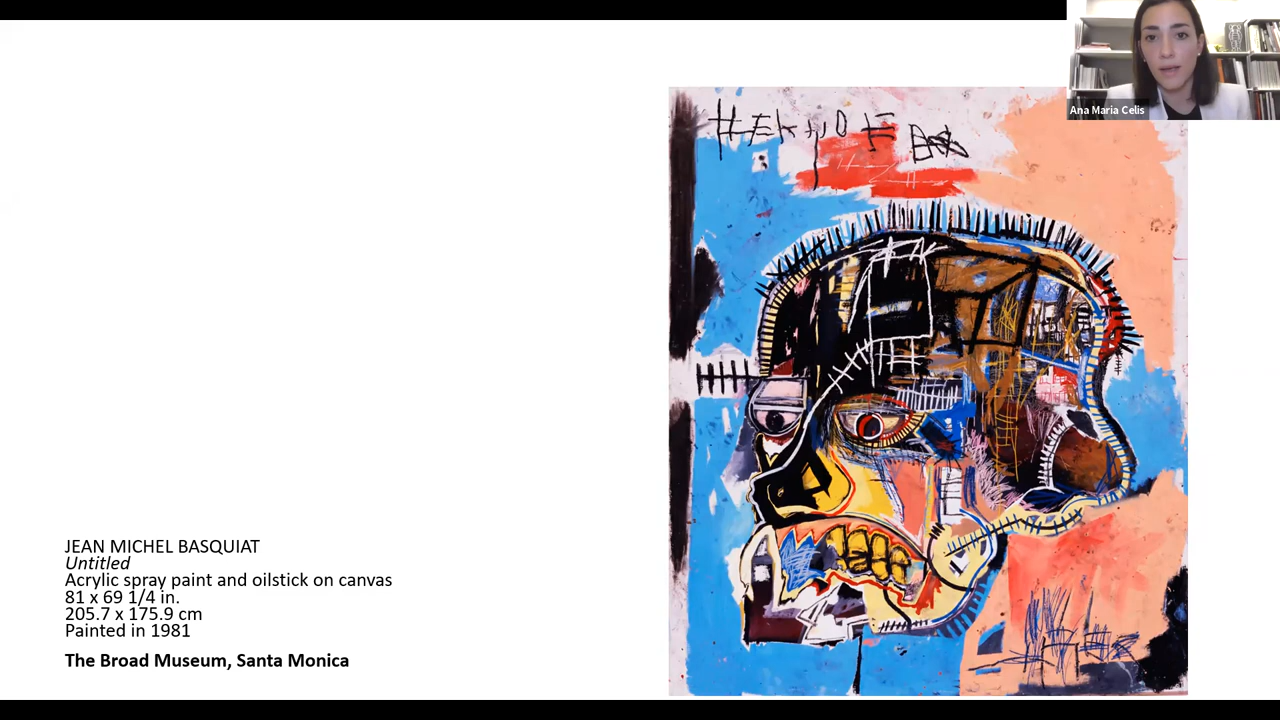 Ana Maria Celis
JEAN MICHEL BASQUIAT
Untitled
Acrylic spray paint and oilstick on canvas
81 x 69 1/4 in.
205.7 x 175.9 cm
Painted in 1981
The Broad Museum, Santa Monica